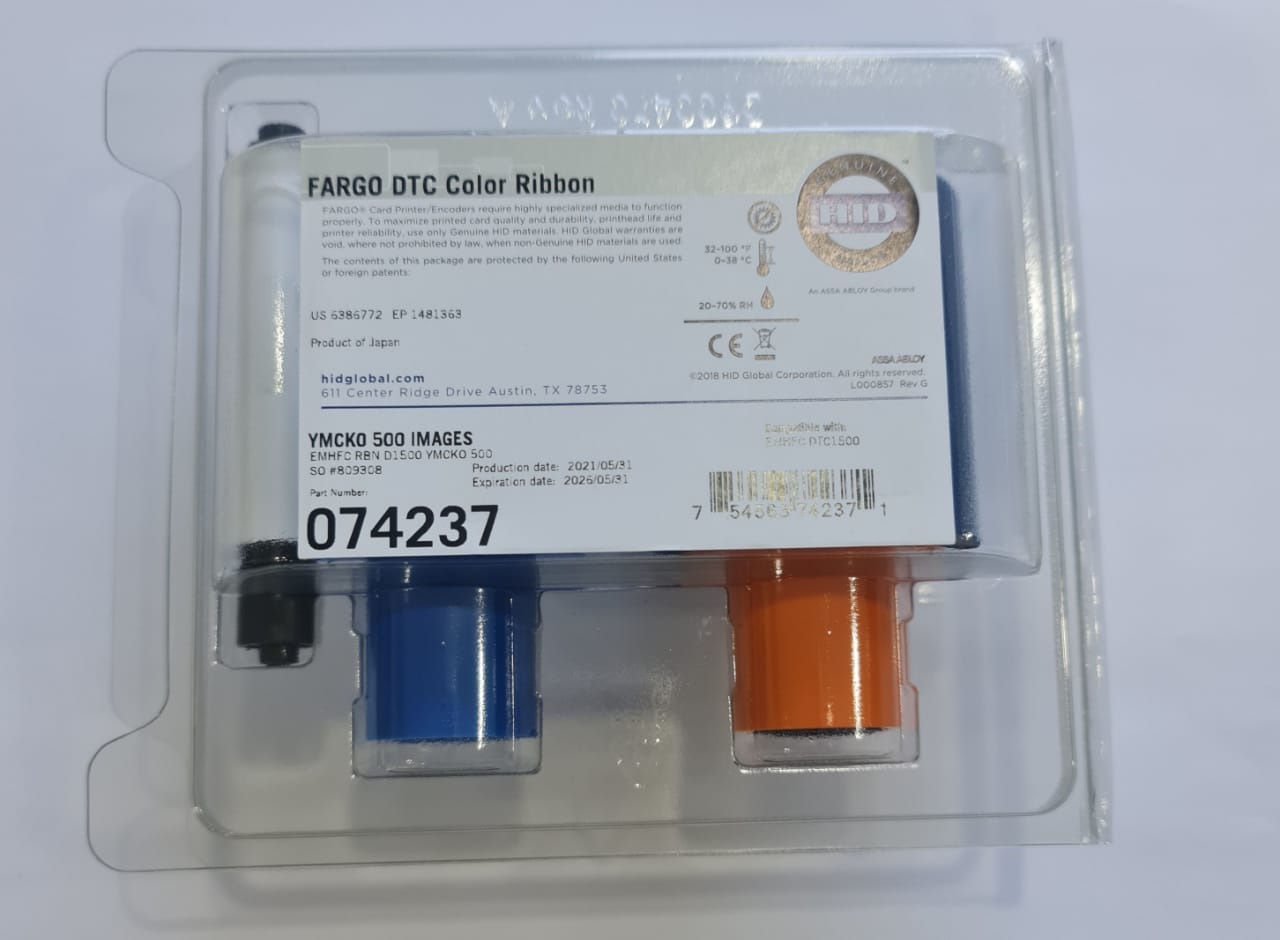 FARGO DTC Color Ribbon
FARGO® Card Printer/Encoders require highly specialized media to function
properly. To maximize printed card quality and durability, printhead life and
printer reliability, use only Genuine HID materials. HID Global warranties are
void, where not prohibited by law, when non-Genuine HID materials are used.
The contents of this package are protected by the following United States
or foreign patents:
US 6386772 EP 1481363
Product of Japan
hidglobal.com
611 Center Ridge Drive Austin, TX 78753
GENUINE
HID
32-100 °F
0-38 °C
An ASSA ABLOY Group brand
20-70% RH
CE
ASSA ABLOY
©2018 HID Global Corporation. All rights reserved.
L000857 Rev G
YMCKO 500 IMAGES
EMHFC RBN D1500 YMCKO 500
SO #809308
Production date: 2021/05/31
Expiration date: 2026/05/31
Part Number:
074237
Compatible with:
EMHFC DTC1500
7 54563 74237 1